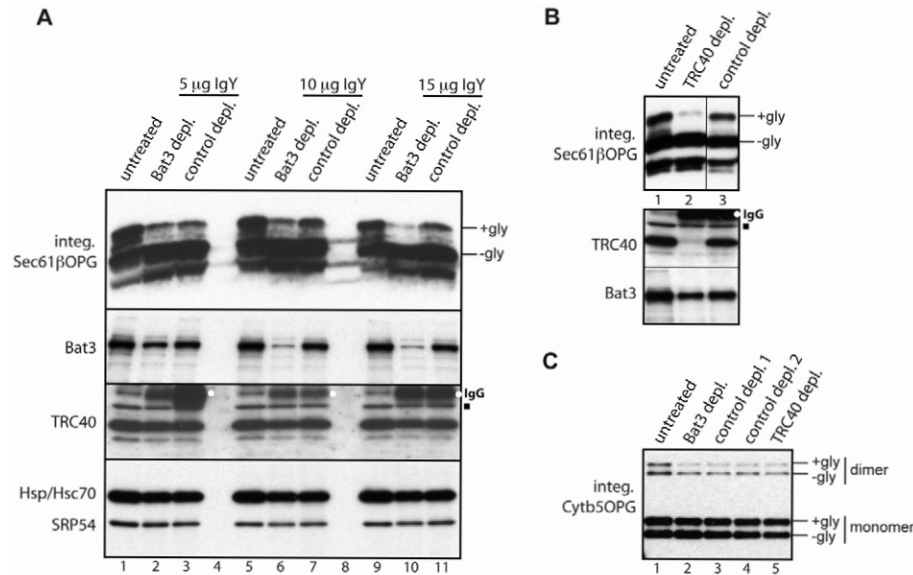 A
5 µg IgY
10 µg IgY
15 µg IgY
untreated
Bat3 depl.
control depl.
untreated
Bat3 depl.
control depl.
untreated
Bat3 depl.
control depl.
integ.
Sec61βOPG
+gly
-gly
Bat3
TRC40
IgG
Hsp/Hsc70
SRP54
1 2 3 4 5 6 7 8 9 10 11
B
untreated
TRC40 depl.
control depl.
integ.
Sec61βOPG
+gly
-gly
1 2 3
IgG
TRC40
Bat3
C
untreated
Bat3 depl.
control depl. 1
control depl. 2
TRC40 depl.
integ.
Cytb5OPG
+gly
-gly
dimer
+gly
-gly
monomer
1 2 3 4 5